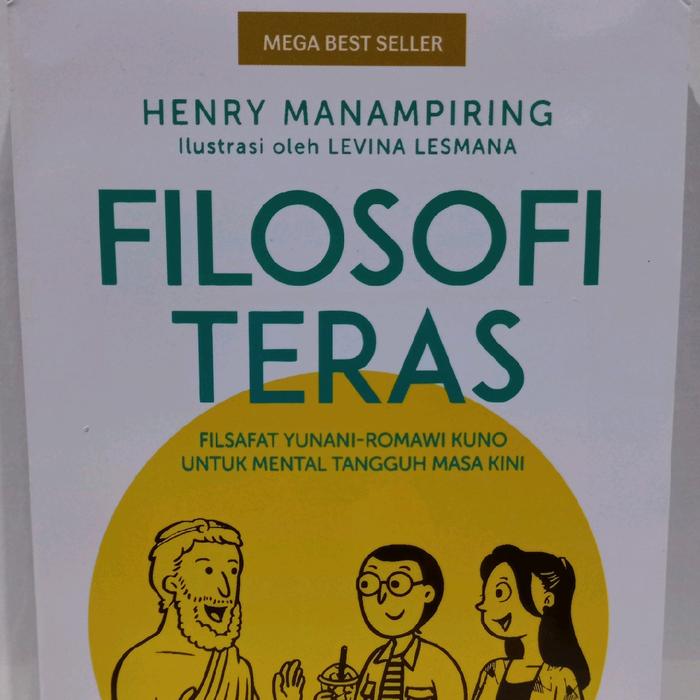 MEGA BEST SELLER
HENRY MANAMPIRING
Ilustrasi oleh LEVINA LESMANA
FILOSOFI
TERAS
FILSAFAT YUNANI-ROMAWI KUNO
UNTUK MENTAL TANGGUH MASA KINI